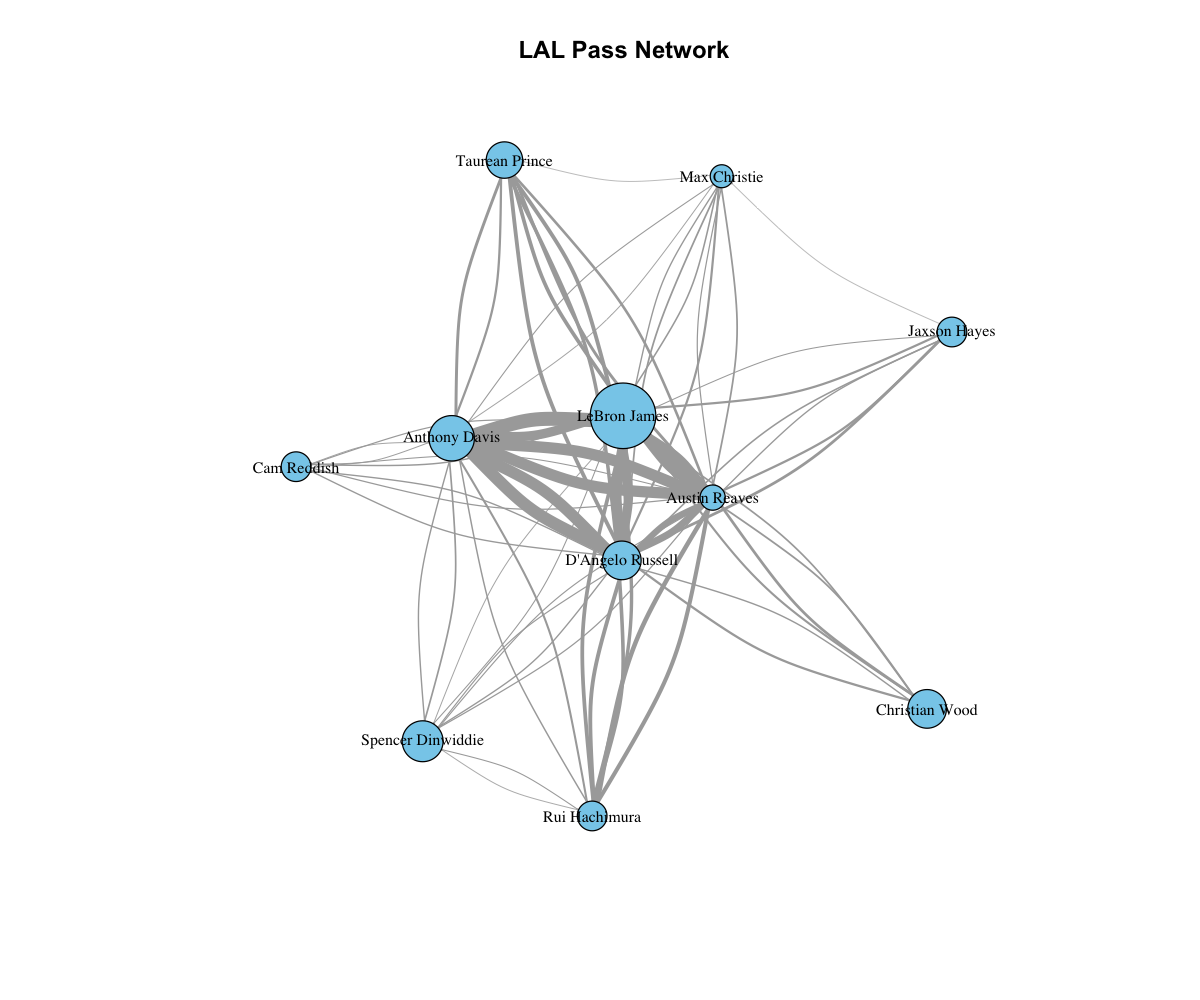 LAL Pass Network
Taurean Prince
Max Christie
Jaxson Hayes
LeBron James
Anthony Davis
Cam Reddish
Austin Reaves
D'Angelo Russell
Christian Wood
Spencer Dinwiddie
Rui Hachimura